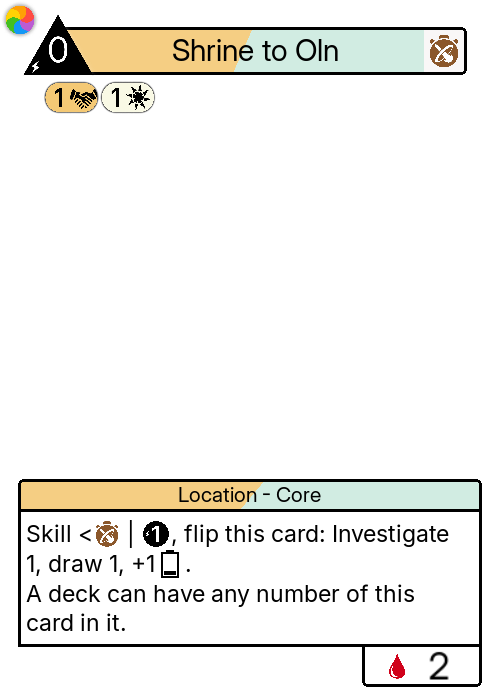 0
Shrine to Oln
1 1
Location - Core
Skill < | 1, flip this card: Investigate
1, draw 1, +1 .
A deck can have any number of this
card in it.
2